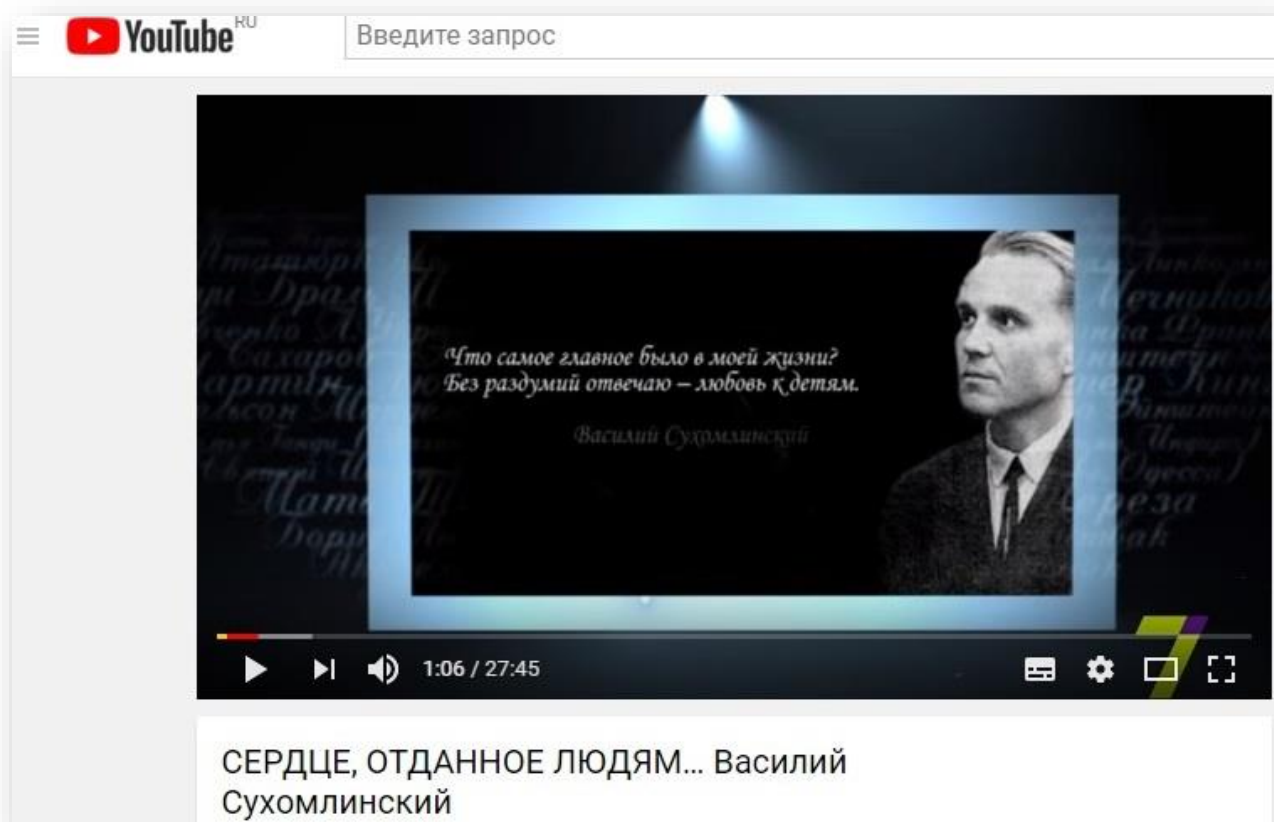 YouTube RU
Введите запрос
Что самое главное было в моей жизни?
Без раздумий отвечаю – любовь к детям.
Василий Сухомлинский
1:06 / 27:45
СЕРДЦЕ, ОТДАННОЕ ЛЮДЯМ... Василий
Сухомлинский